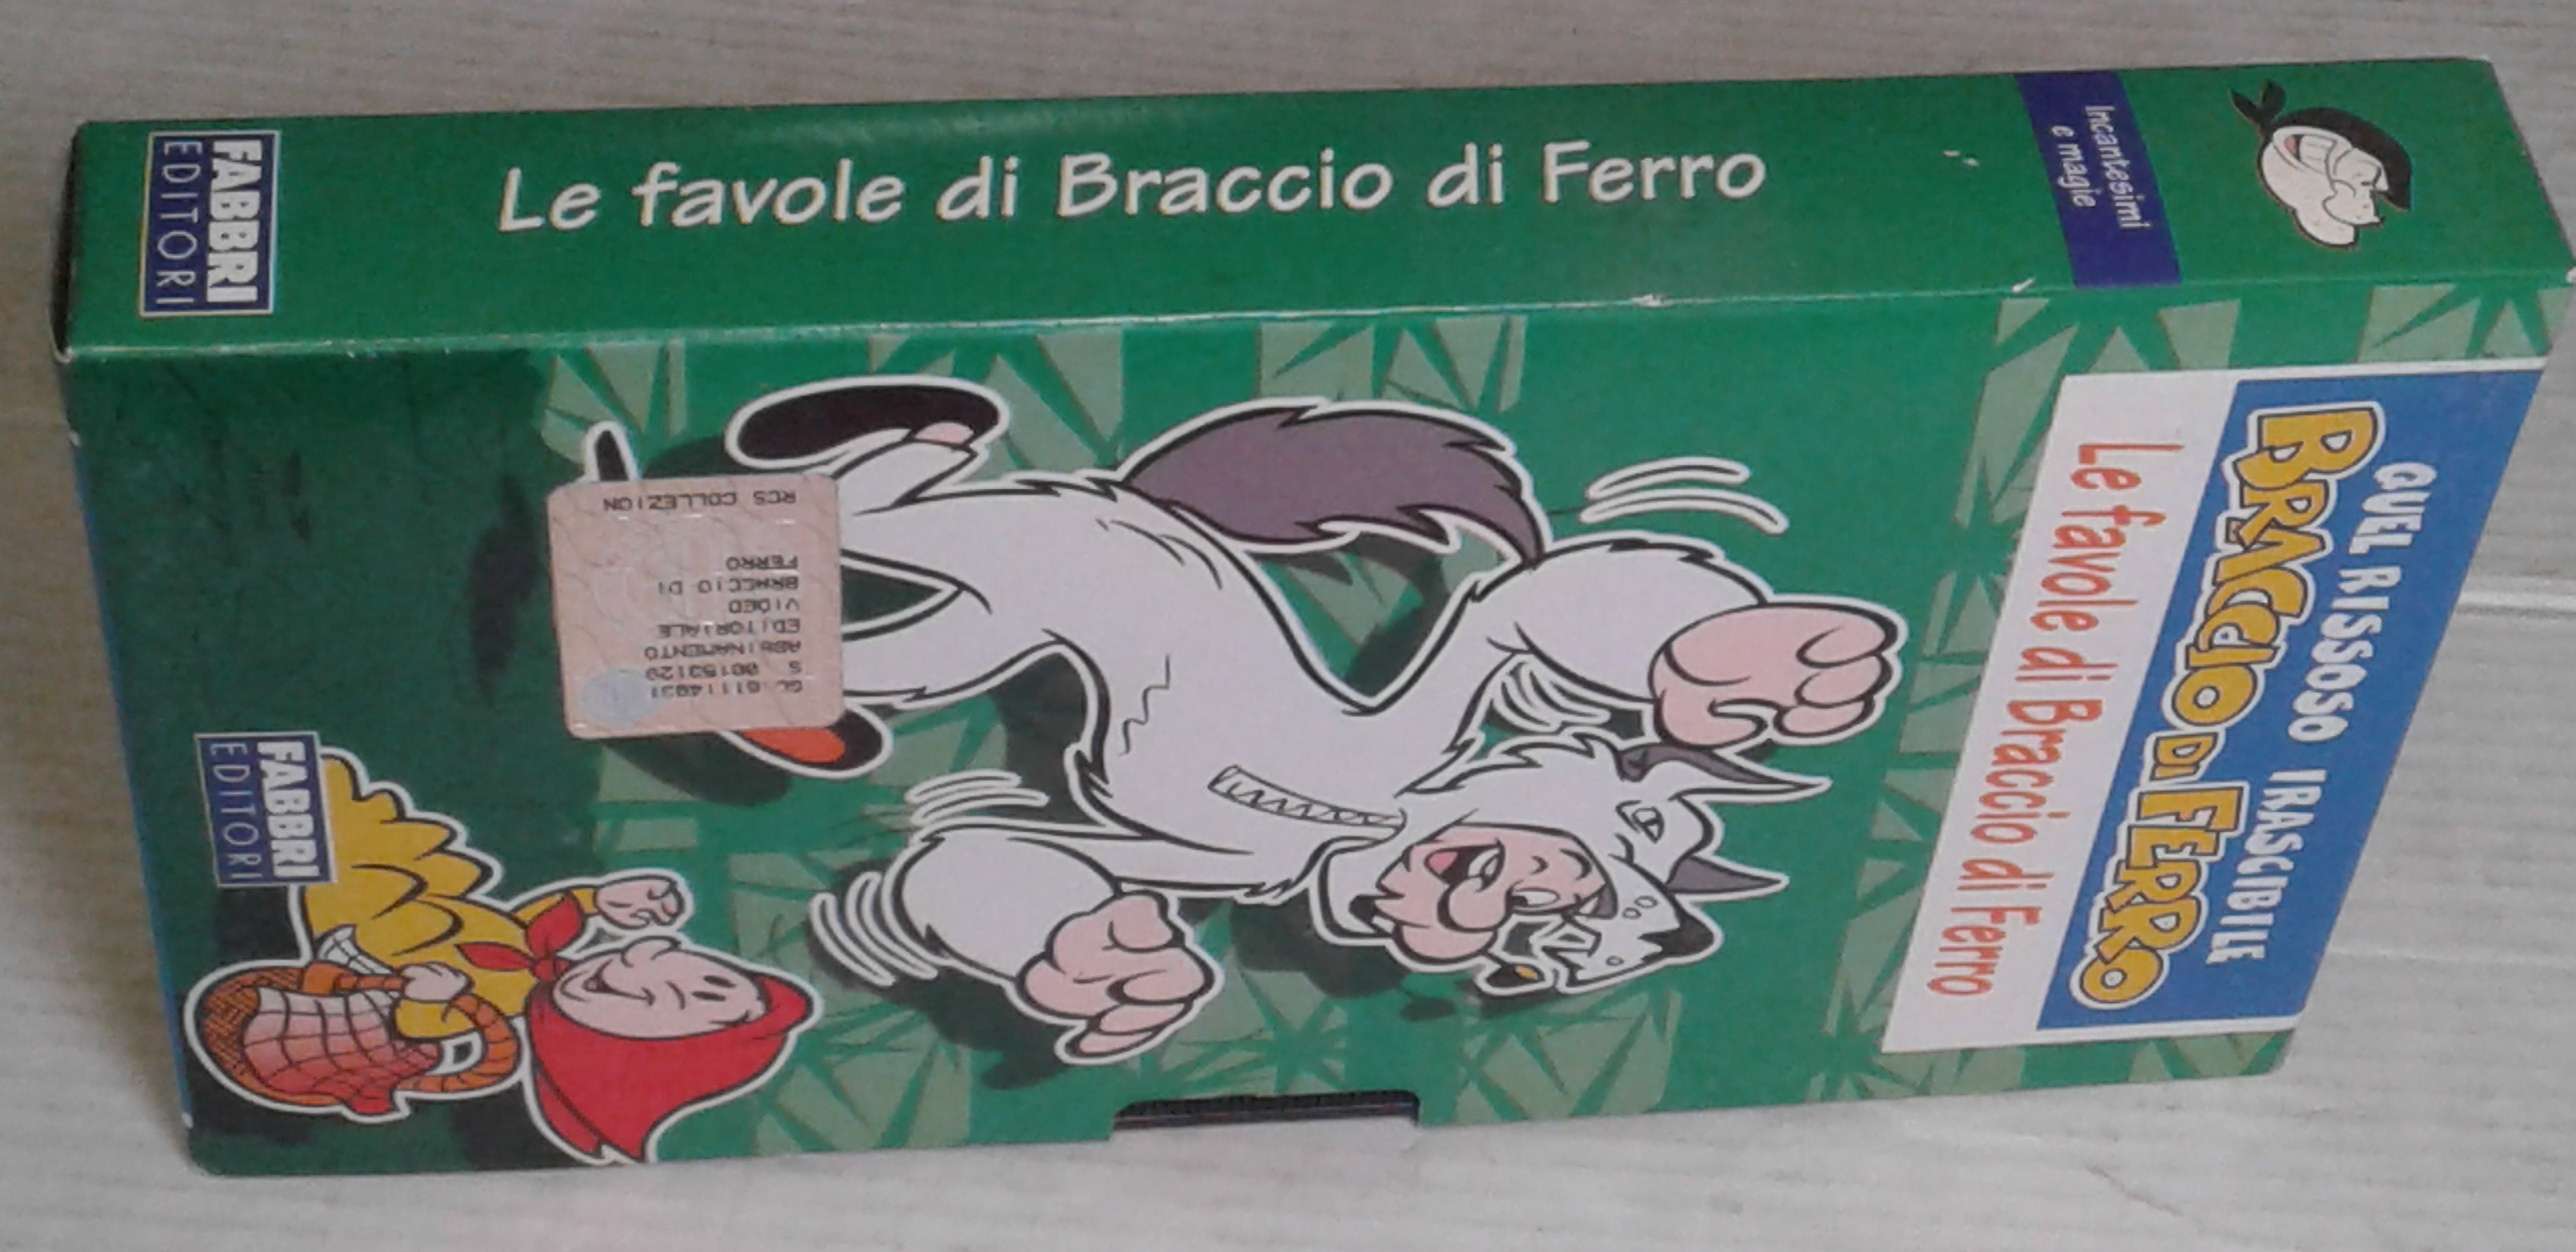 Le favole di Braccio di Ferro
Incantesimi
e magie
FABBRI
EDITORI
QUEL RISSOSO IRASCIBILE
BRACCIO DI FERRO
Le favole di Braccio di Ferro
S 00153120
ABBINAMENTO
EDITORIALE
VIDEO
BRACCIO DI
FERRO
RCS COLLEZION
FABBRI
EDITORI